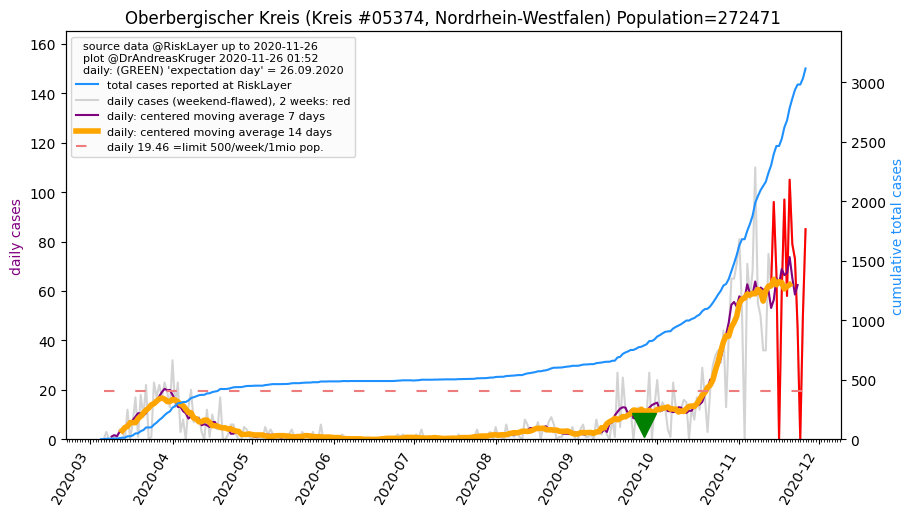 Oberbergischer Kreis (Kreis #05374, Nordrhein-Westfalen) Population=272471
source data @RiskLayer up to 2020-11-26
plot @DrAndreasKruger 2020-11-26 01:52
daily: (GREEN) 'expectation day' = 26.09.2020
total cases reported at RiskLayer
daily cases (weekend-flawed), 2 weeks: red
daily: centered moving average 7 days
daily: centered moving average 14 days
daily 19.46 =limit 500/week/1mio pop.
daily cases
160
140
120
100
80
60
40
20
0
cumulative total cases
3000
2500
2000
1500
1000
500
0
2020-03
2020-04
2020-05
2020-06
2020-07
2020-08
2020-09
2020-10
2020-11
2020-12